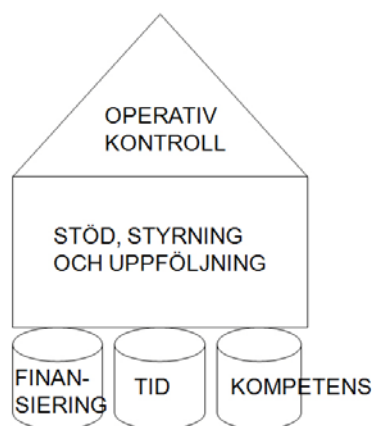 OPERATIV
KONTROLL
STÖD, STYRNING
OCH UPPFÖLJNING
FINAN-
SIERING
TID
KOMPETENS